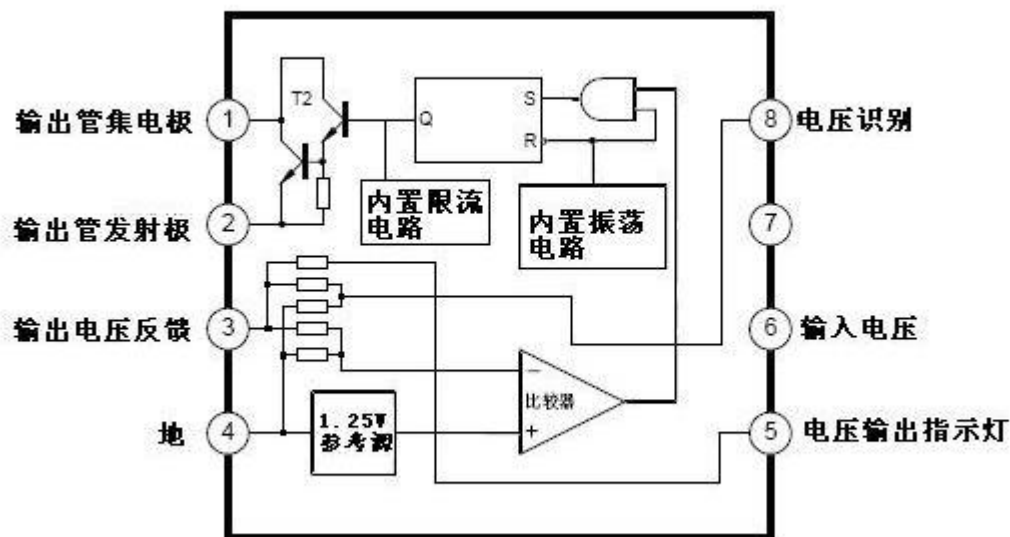 输出管集电极
1
T2
Q
S
R
8
电压识别
内置限流
电路
内置振荡
电路
输出管发射极
2
7
输出电压反馈
3
6
输入电压
比较器
1.25V
参考源
地
4
5
电压输出指示灯